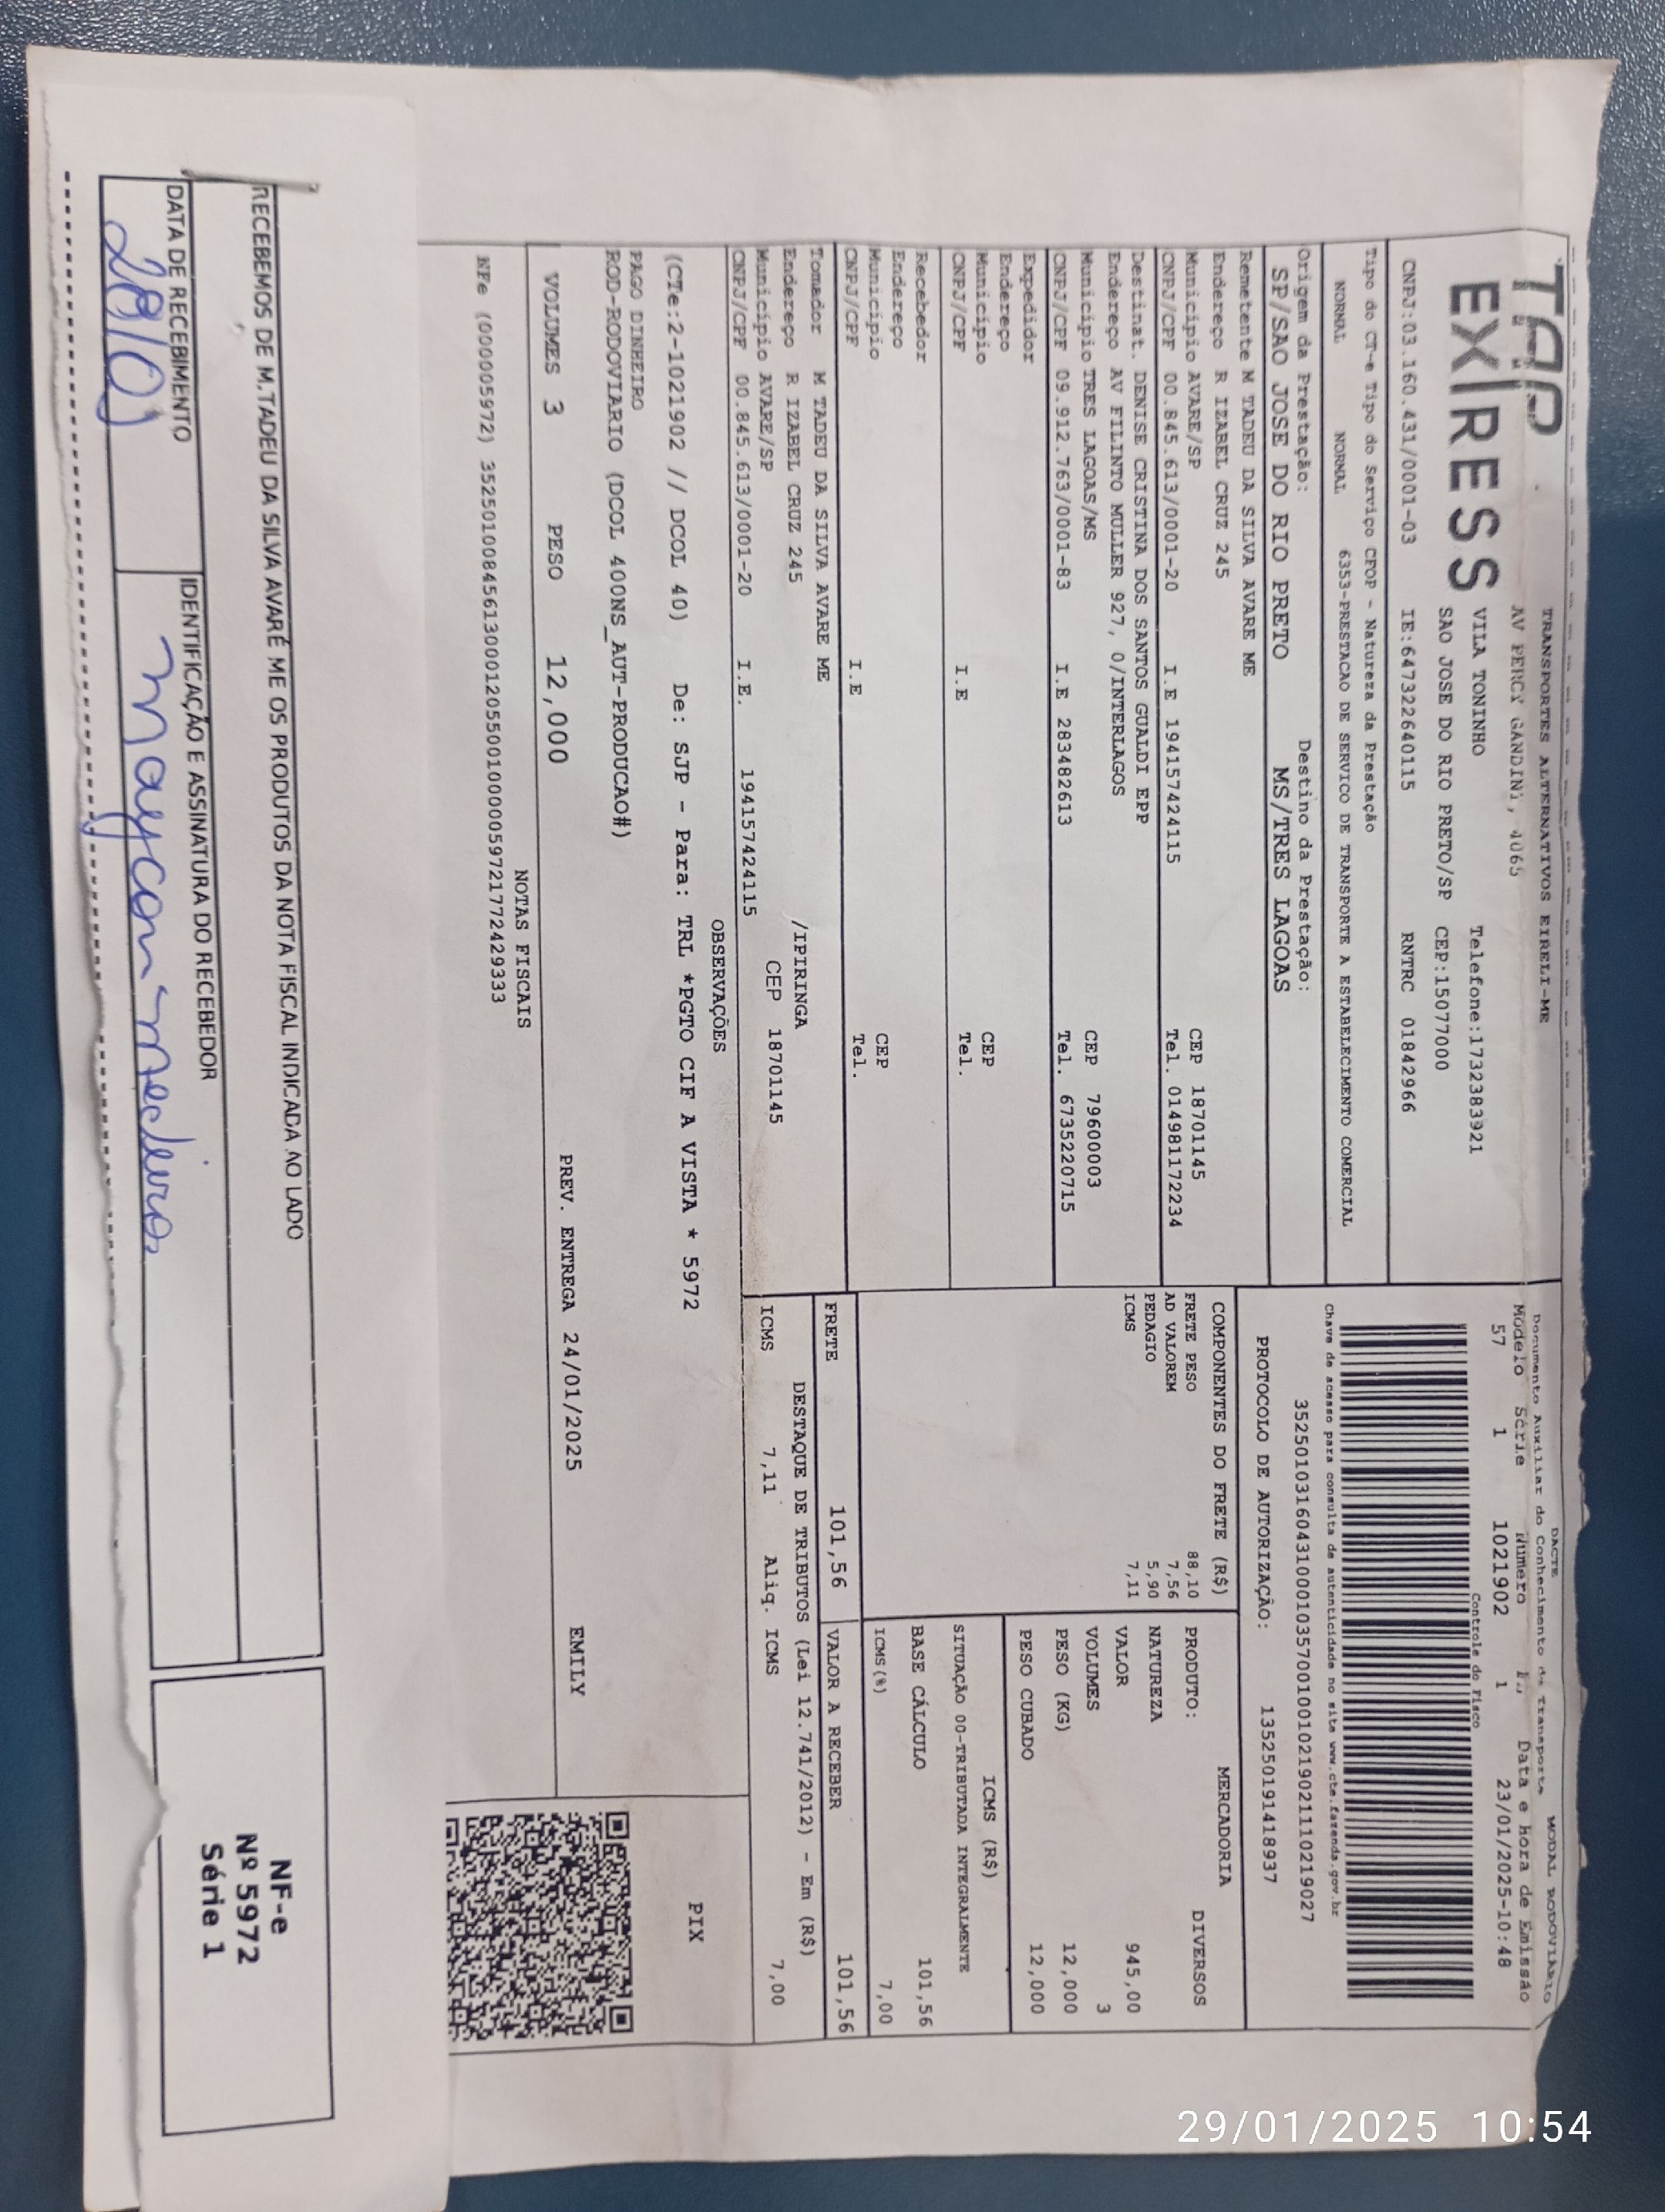 TAP
EX|RESS
TRANSPORTES ALTERNATIVOS EIRELI-ME
AV PERCY GANDINI, 4065
VILA TONINHO Telefone:1732383921
SAO JOSE DO RIO PRETO/SP CEP:15077000
CNPJ:03.160.431/0001-03 IE:647322640115 RNTRC 01842966
DACTE MODAL RODOVIARIO
Documento Auxiliar do Conhecimento de Transporte
Modelo Série Número Data e hora de Emissão
57 1 1021902 1 23/01/2025-10:48
Controle do Fisco
Chave de acesso para consulta de autenticidade no site www.cte.fazenda.gov.br
35250103160431000103570010010219021110219027
PROTOCOLO DE AUTORIZAÇÃO: 135250191418937
Tipo do CT-e Tipo do Serviço CFOP - Natureza da Prestação
NORMAL NORMAL 6353-PRESTACAO DE SERVICO DE TRANSPORTE A ESTABELECIMENTO COMERCIAL
Origem da Prestação: Destino da Prestação:
SP/SAO JOSE DO RIO PRETO MS/TRES LAGOAS
Remetente M TADEU DA SILVA AVARE ME
Endereço R IZABEL CRUZ 245
Município AVARE/SP CEP 18701145
CNPJ/CPF 00.845.613/0001-20 I.E 194157424115 Tel. 014981172234
Destinat. DENISE CRISTINA DOS SANTOS GUALDI EPP
Endereço AV FILINTO MULLER 927, 0/INTERLAGOS
Município TRES LAGOAS/MS CEP 79600003
CNPJ/CPF 09.912.763/0001-83 I.E 283482613 Tel. 6735220715
Expedidor
Endereço
Município CEP
CNPJ/CPF I.E Tel.
Recebedor
Endereço
Município CEP
CNPJ/CPF I.E Tel.
Tomador M TADEU DA SILVA AVARE ME
Endereço R IZABEL CRUZ 245 /IPIRINGA
Município AVARE/SP CEP 18701145
CNPJ/CPF 00.845.613/0001-20 I.E. 194157424115
COMPONENTES DO FRETE (R$)
FRETE PESO 88,10
AD VALOREM 7,56
PEDAGIO 5,90
ICMS 7,11
MERCADORIA
PRODUTO: DIVERSOS
NATUREZA
VALOR 945,00
VOLUMES 3
PESO (KG) 12,000
PESO CUBADO 12,000
ICMS (R$)
SITUAÇÃO 00-TRIBUTADA INTEGRALMENTE
BASE CÁLCULO 101,56
ICMS(%) 7,00
FRETE 101,56 VALOR A RECEBER 101,56
DESTAQUE DE TRIBUTOS (Lei 12.741/2012) - Em (R$)
ICMS 7,11 Aliq. ICMS 7,00
OBSERVAÇÕES
(CTe:2-1021902 // DCOL 40) De: SJP - Para: TRL *PGTO CIF A VISTA * 5972
PAGO DINHEIRO
ROD-RODOVIARIO (DCOL 400NS_AUT-PRODUCAO#)
PIX
VOLUMES 3 PESO 12,000 PREV. ENTREGA 24/01/2025 EMILY
NOTAS FISCAIS
NFe (000005972) 35250100845613000120550010000059721772429333
RECEBEMOS DE M.TADEU DA SILVA AVARÉ ME OS PRODUTOS DA NOTA FISCAL INDICADA AO LADO
DATA DE RECEBIMENTO IDENTIFICAÇÃO E ASSINATURA DO RECEBEDOR
28/01 maycon medeiros
NF-e
Nº 5972
Série 1
29/01/2025 10:54